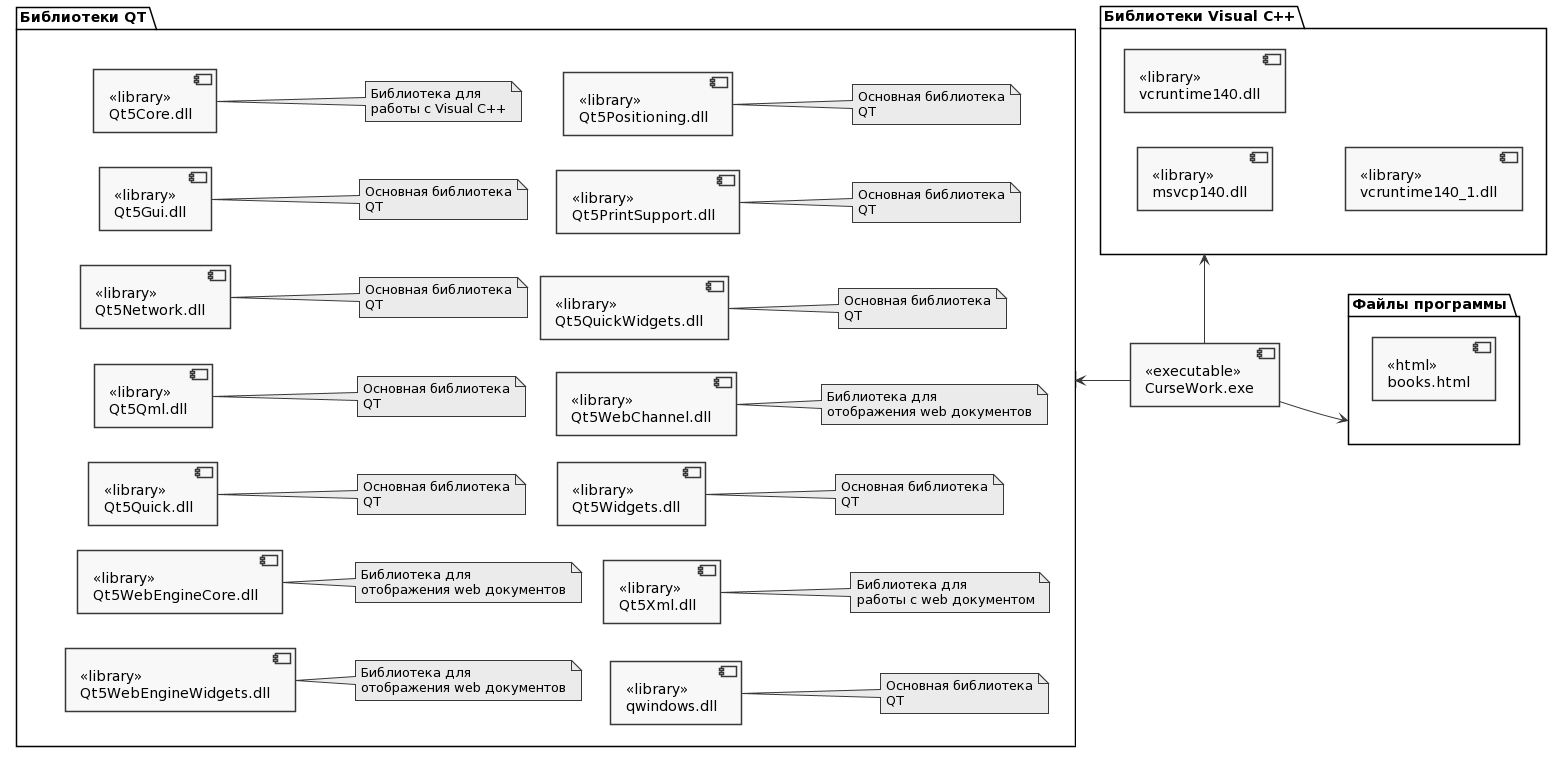 Библиотеки QT
«library»
Qt5Core.dll
Библиотека для
работы с Visual C++
«library»
Qt5Positioning.dll
Основная библиотека
QT
«library»
Qt5Gui.dll
Основная библиотека
QT
«library»
Qt5PrintSupport.dll
Основная библиотека
QT
«library»
Qt5Network.dll
Основная библиотека
QT
«library»
Qt5QuickWidgets.dll
Основная библиотека
QT
«library»
Qt5Qml.dll
Основная библиотека
QT
«library»
Qt5WebChannel.dll
Библиотека для
отображения web документов
«library»
Qt5Quick.dll
Основная библиотека
QT
«library»
Qt5Widgets.dll
Основная библиотека
QT
«library»
Qt5WebEngineCore.dll
Библиотека для
отображения web документов
«library»
Qt5Xml.dll
Библиотека для
работы с web документом
«library»
Qt5WebEngineWidgets.dll
Библиотека для
отображения web документов
«library»
qwindows.dll
Основная библиотека
QT
Библиотеки Visual C++
«library»
vcruntime140.dll
«library»
msvcp140.dll
«library»
vcruntime140_1.dll
«executable»
CurseWork.exe
Файлы программы
«html»
books.html